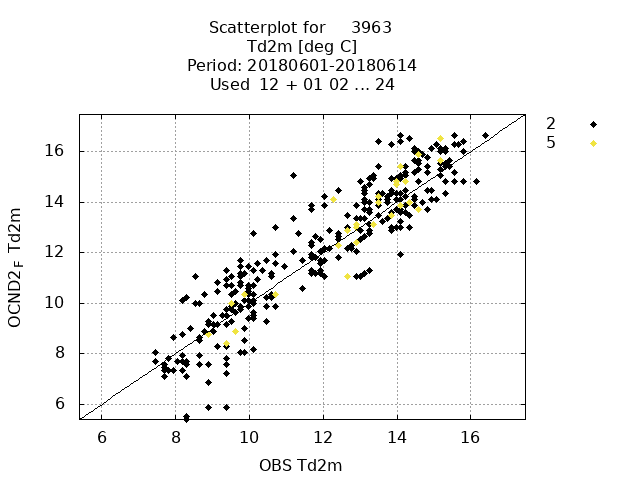 Scatterplot for 3963
Td2m [deg C]
Period: 20180601-20180614
Used 12 + 01 02 ... 24
2
5
16
14
12
10
8
6
OCND2_F Td2m
6 8 10 12 14 16
OBS Td2m